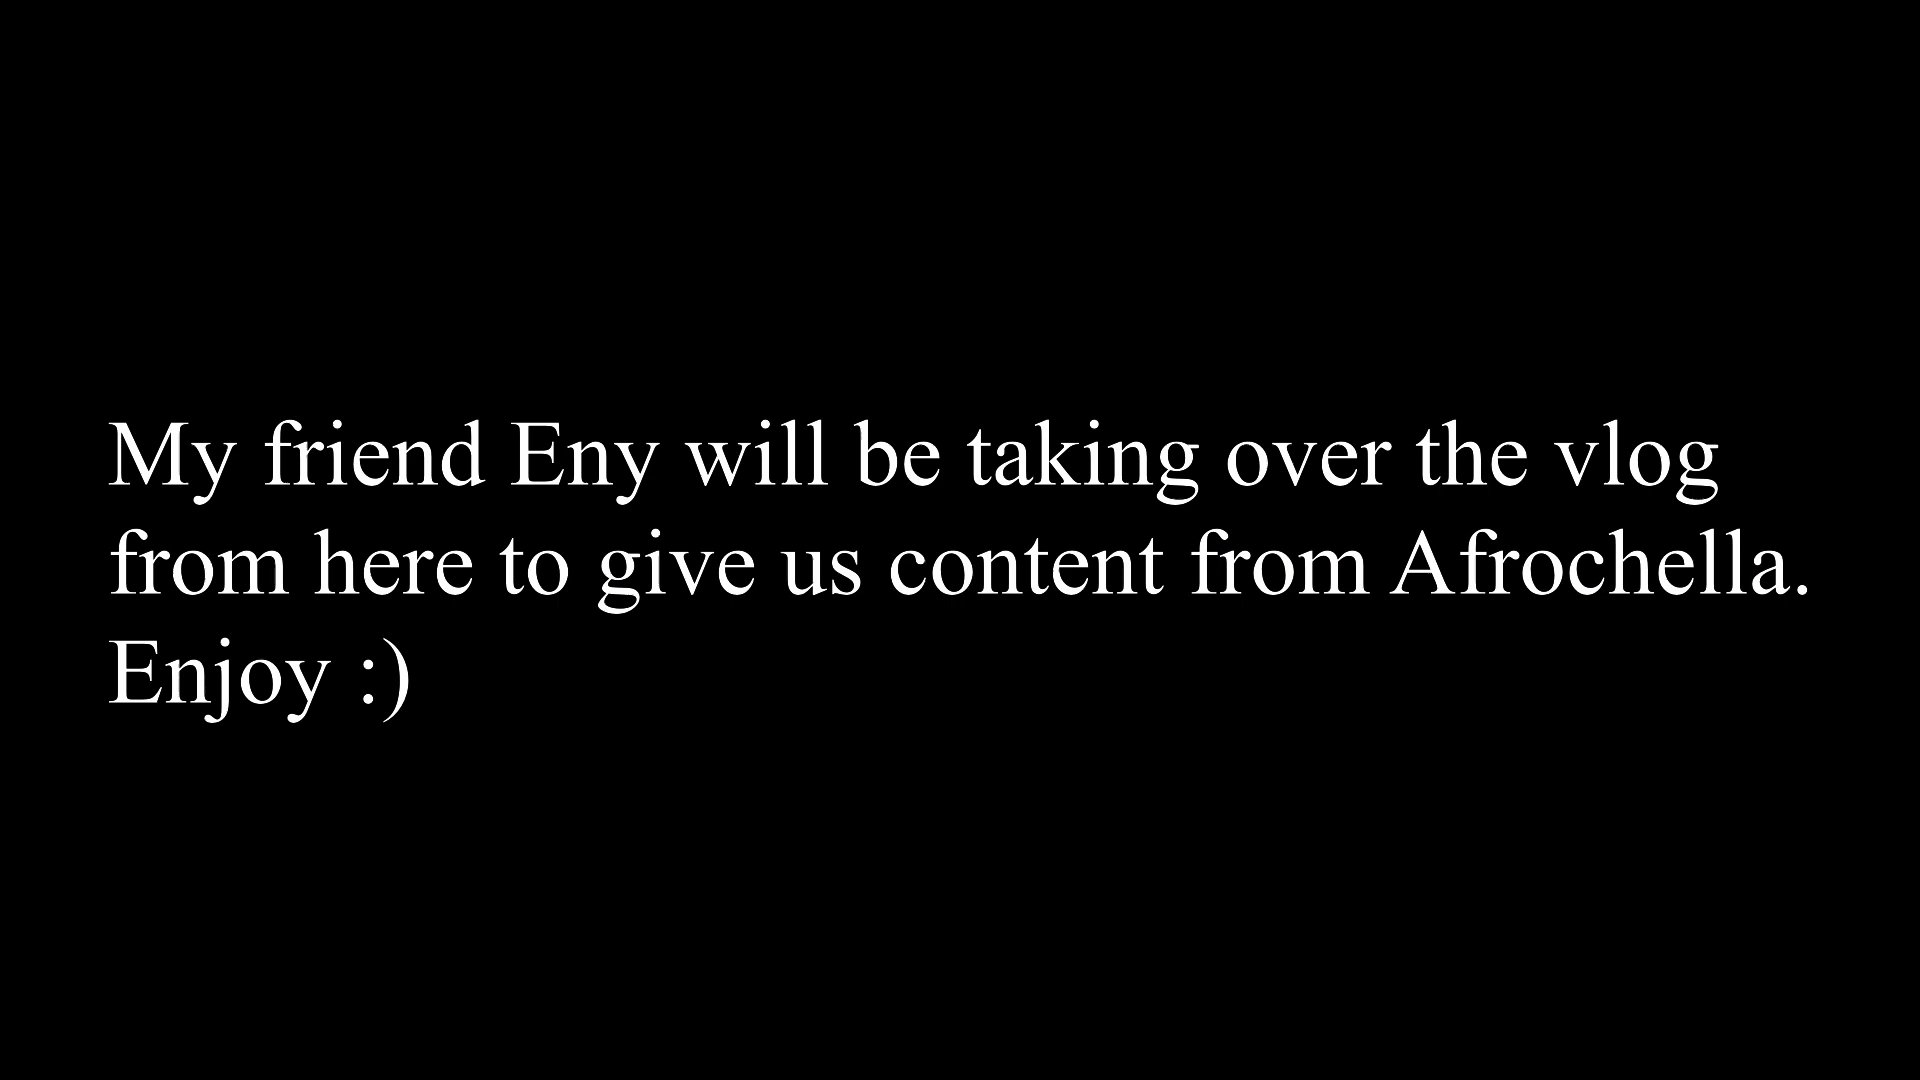 My friend Eny will be taking over the vlog
from here to give us content from Afrochella.
Enjoy :)